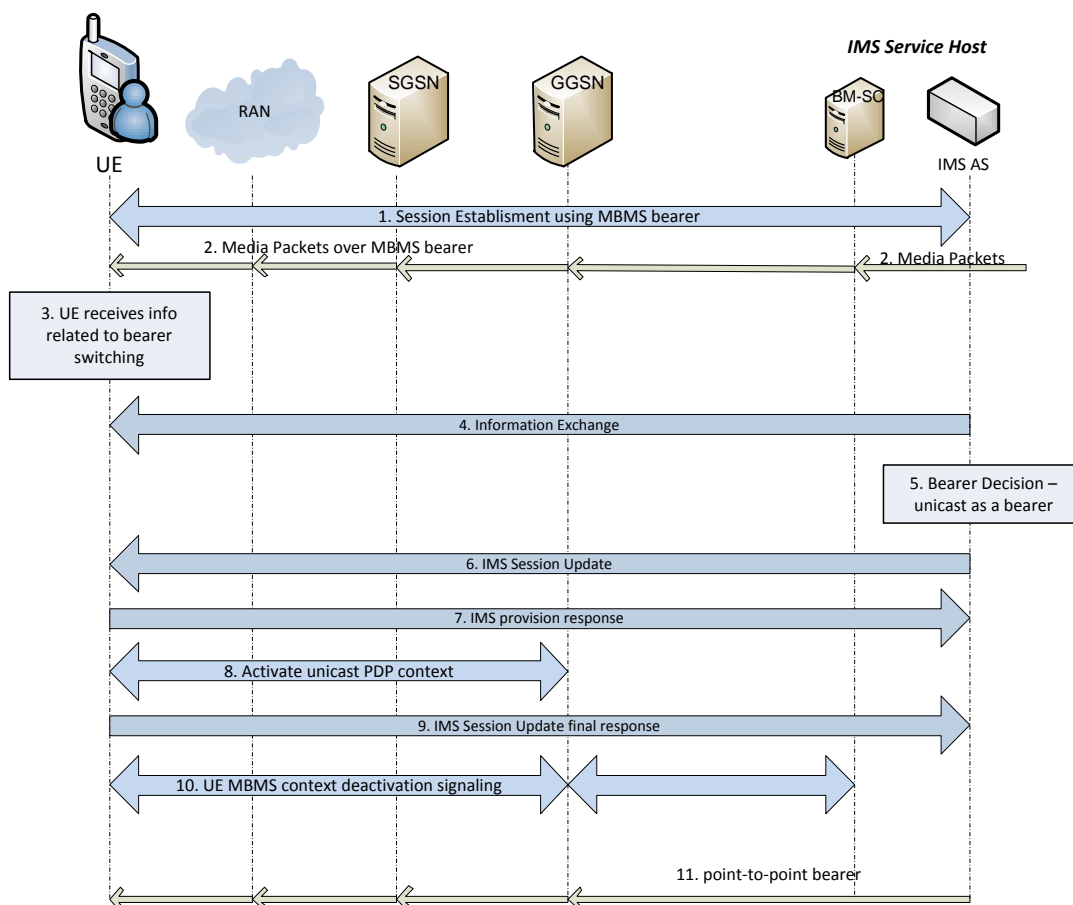 IMS Service Host
SGSN
GGSN
BM-SC
RAN
UE
IMS AS
1. Session Establisment using MBMS bearer
2. Media Packets over MBMS bearer
2. Media Packets
3. UE receives info
related to bearer
switching
4. Information Exchange
5. Bearer Decision –
unicast as a bearer
6. IMS Session Update
7. IMS provision response
8. Activate unicast PDP context
9. IMS Session Update final response
10. UE MBMS context deactivation signaling
11. point-to-point bearer